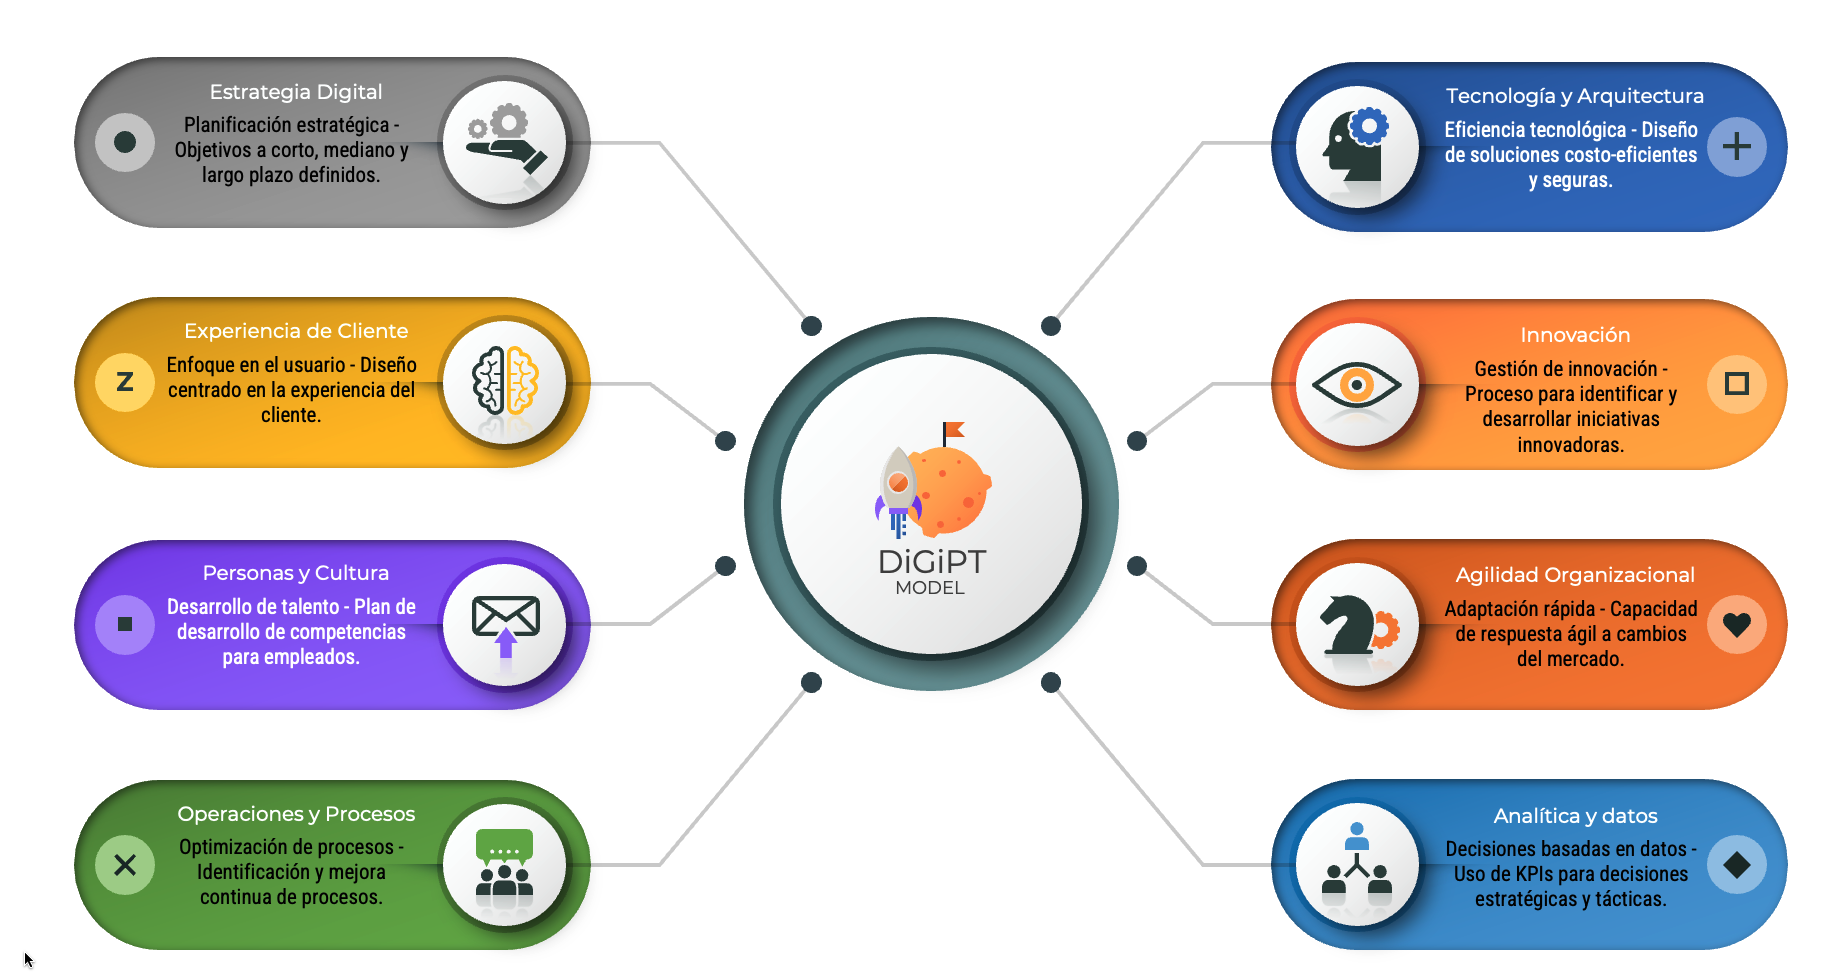 Estrategia Digital
Planificación estratégica -
Objetivos a corto, mediano y
largo plazo definidos.
Experiencia de Cliente
Enfoque en el usuario - Diseño
centrado en la experiencia del
cliente.
Z
Personas y Cultura
Desarrollo de talento - Plan de
desarrollo de competencias
para empleados.
Operaciones y Procesos
Optimización de procesos -
Identificación y mejora
continua de procesos.
DiGiPT
MODEL
Tecnología y Arquitectura
Eficiencia tecnológica - Diseño
de soluciones costo-eficientes
y seguras.
Innovación
Gestión de innovación -
Proceso para identificar y
desarrollar iniciativas
innovadoras.
Agilidad Organizacional
Adaptación rápida - Capacidad
de respuesta ágil a cambios
del mercado.
Analítica y datos
Decisiones basadas en datos -
Uso de KPIs para decisiones
estratégicas y tácticas.